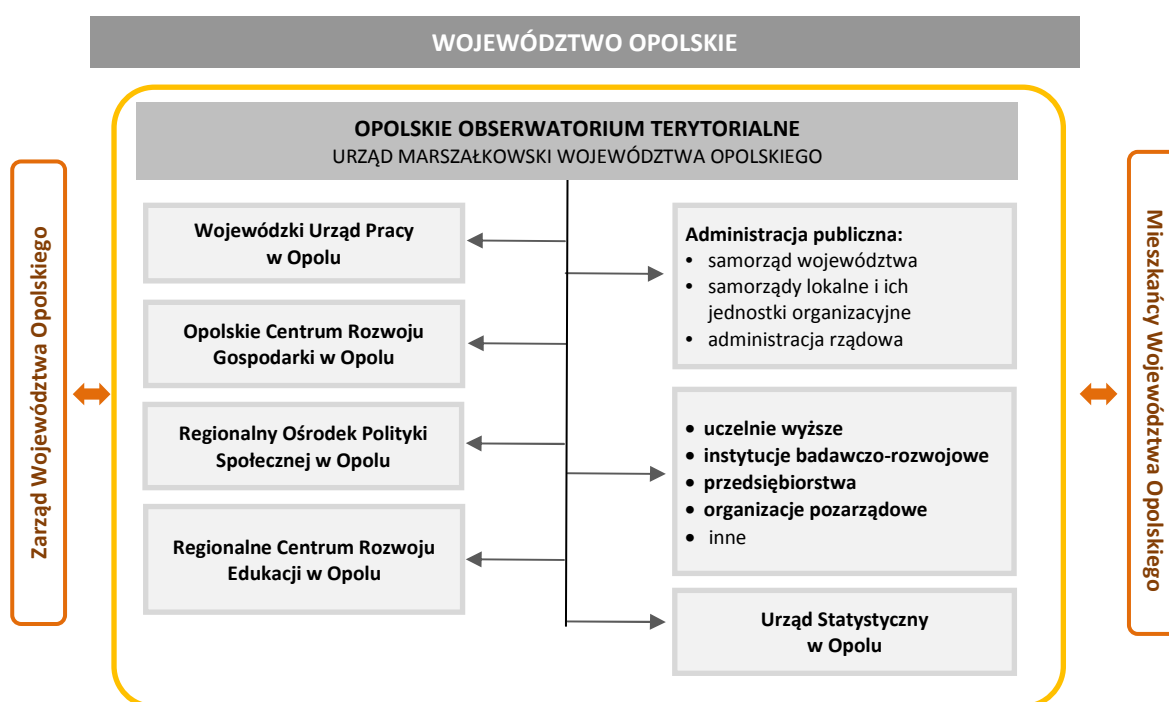 WOJEWÓDZTWO OPOLSKIE
OPOLSKIE OBSERWATORIUM TERYTORIALNE
URZĄD MARSZAŁKOWSKI WOJEWÓDZTWA OPOLSKIEGO
Zarząd Województwa Opolskiego
Wojewódzki Urząd Pracy
w Opolu
Opolskie Centrum Rozwoju
Gospodarki w Opolu
Regionalny Ośrodek Polityki
Społecznej w Opolu
Regionalne Centrum Rozwoju
Edukacji w Opolu
Administracja publiczna:
• samorząd województwa
• samorządy lokalne i ich
jednostki organizacyjne
• administracja rządowa
• uczelnie wyższe
• instytucje badawczo-rozwojowe
• przedsiębiorstwa
• organizacje pozarządowe
• inne
Urząd Statystyczny
w Opolu
Mieszkańcy Województwa Opolskiego